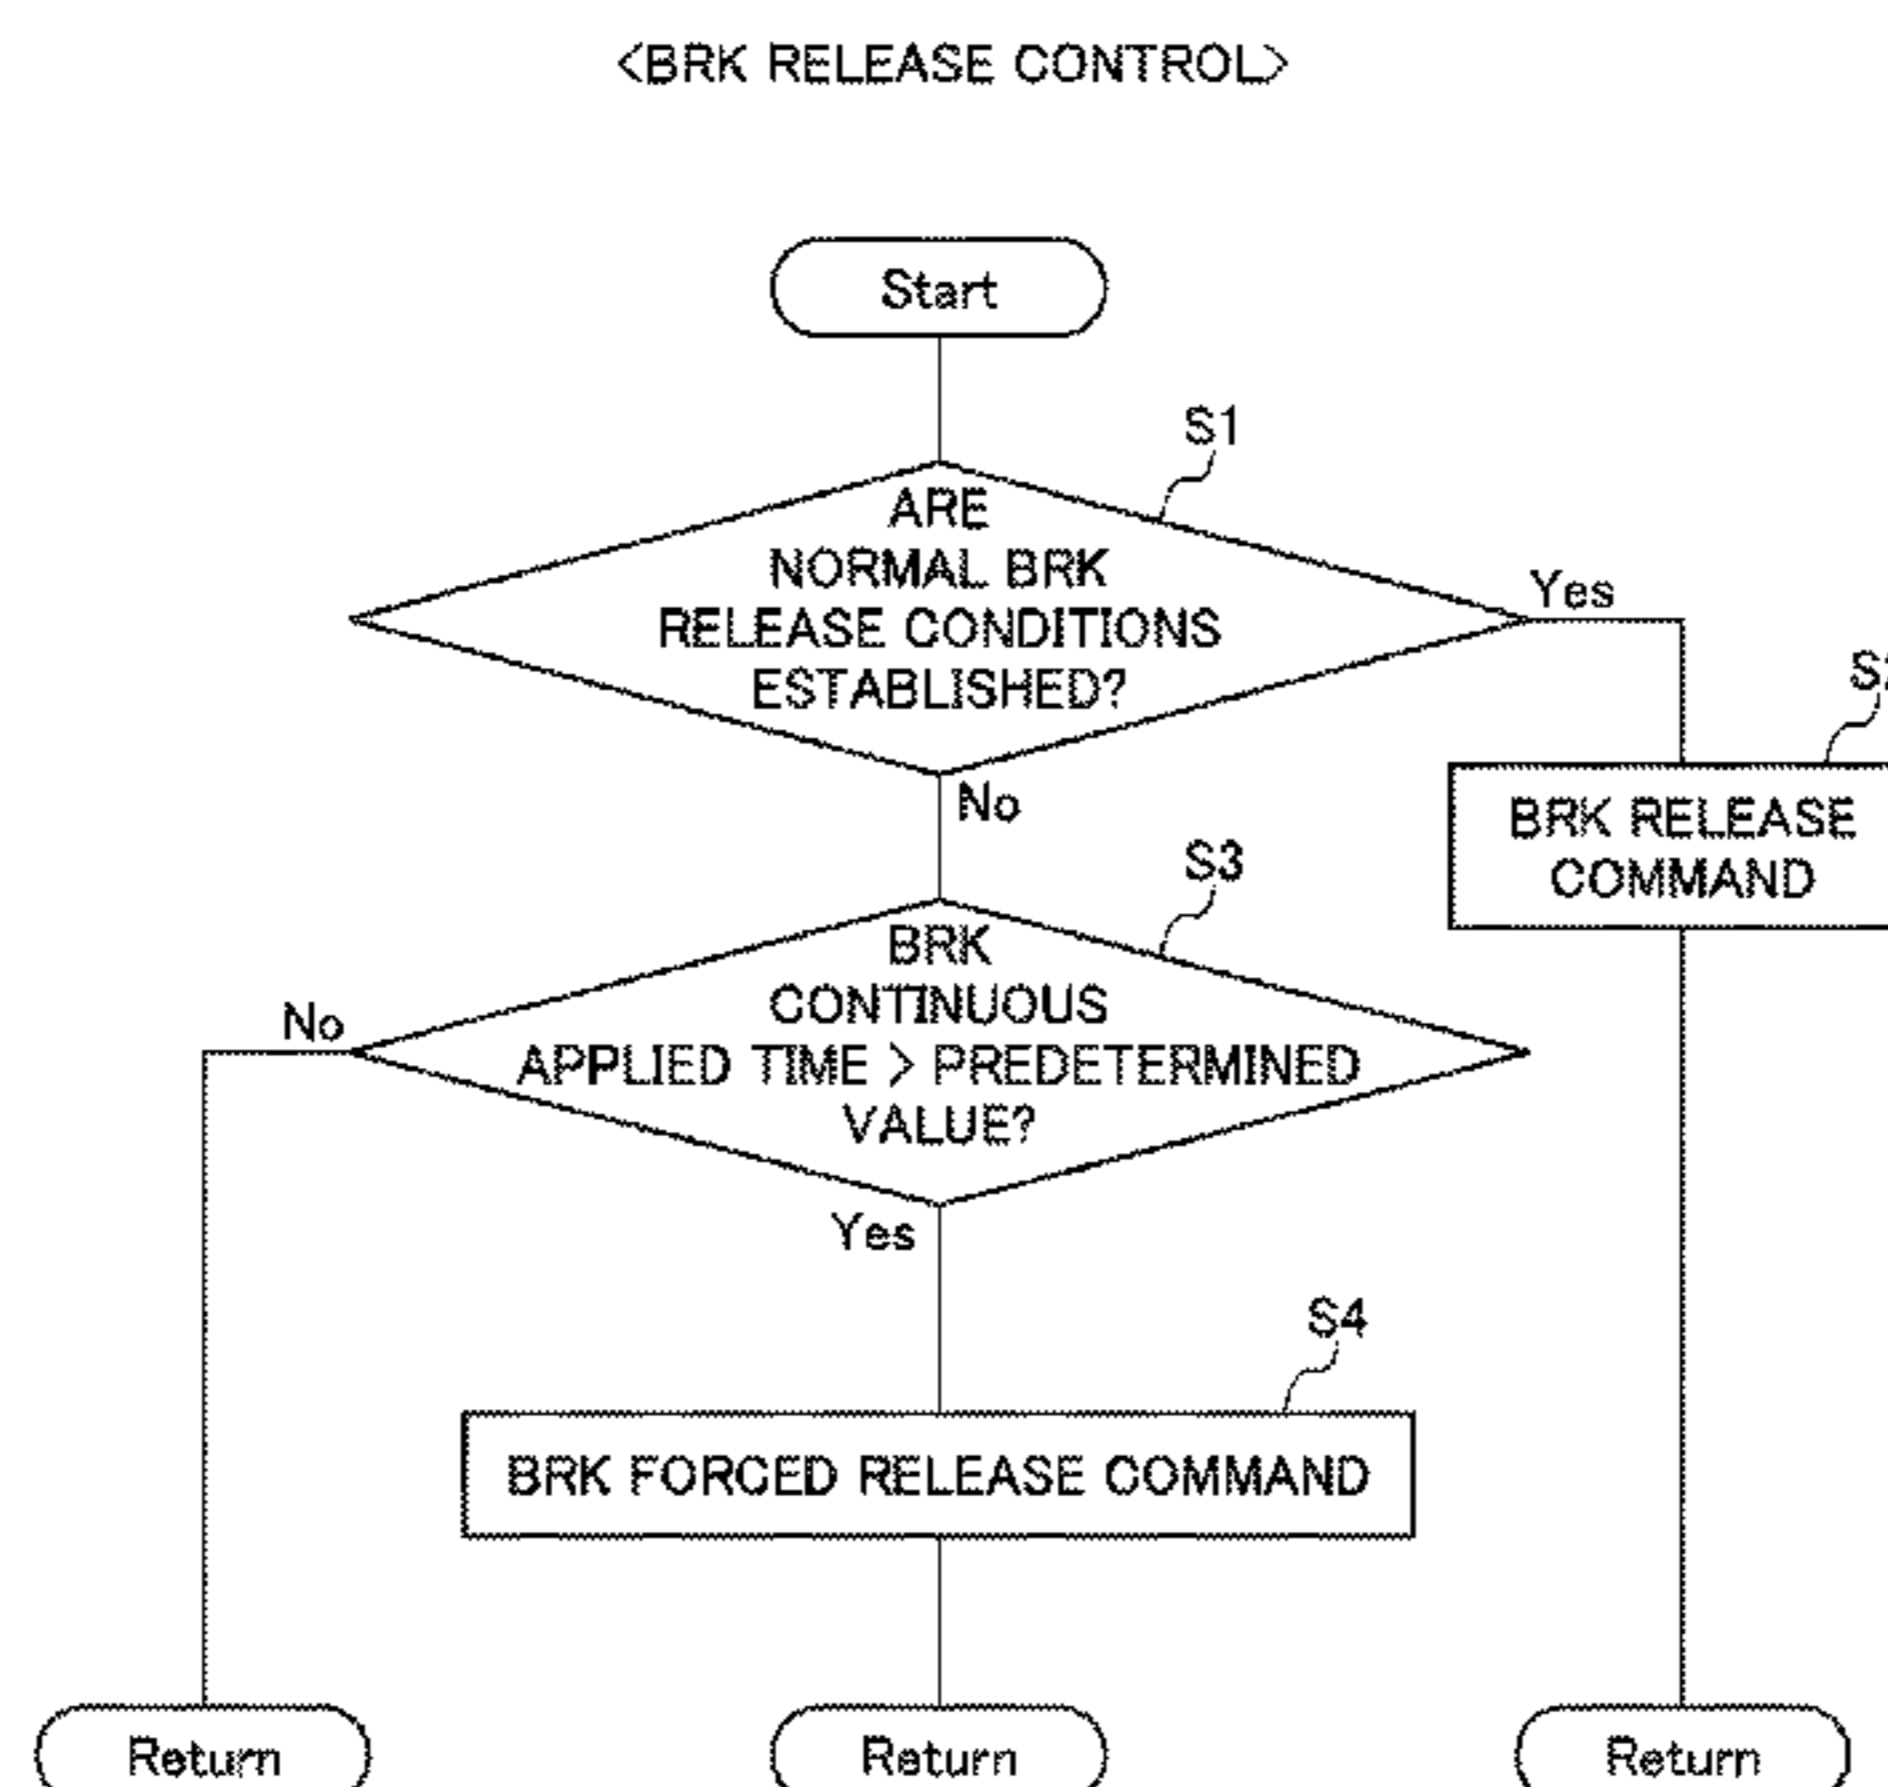 <BRK RELEASE CONTROL>
Start
S1
ARE
NORMAL BRK
RELEASE CONDITIONS
ESTABLISHED?
Yes
No
BRK RELEASE
COMMAND
S3
BRK
CONTINUOUS
APPLIED TIME > PREDETERMINED
VALUE?
No
Yes
S4
BRK FORCED RELEASE COMMAND
Return
Return
Return